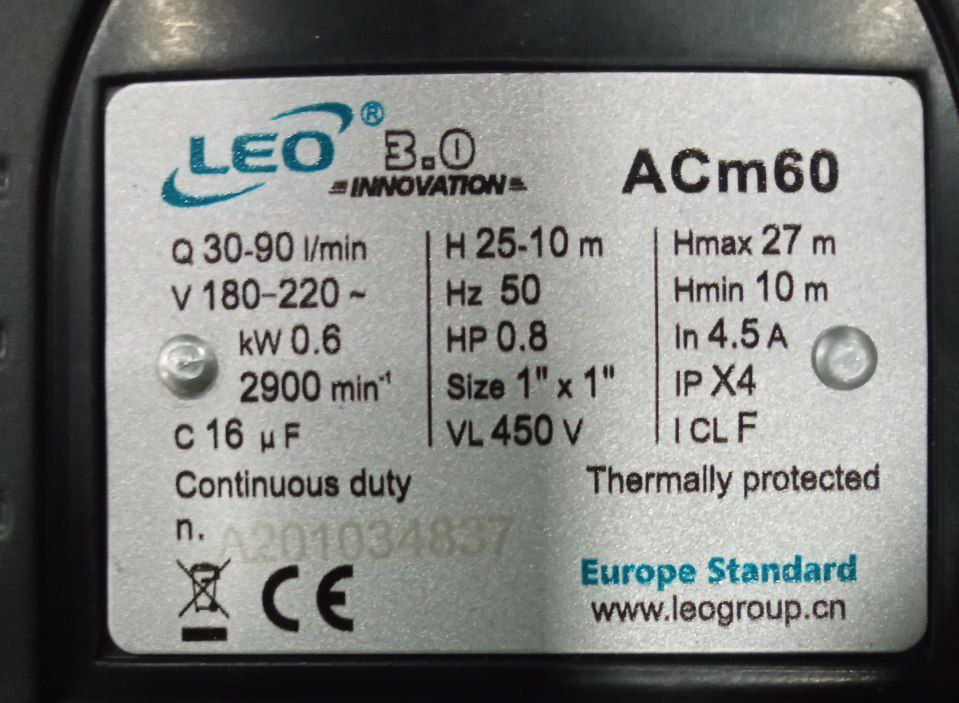 LEO® 3.0
INNOVATION
ACm60
Q 30-90 l/min
H 25-10 m
Hmax 27 m
V 180-220 ~
Hz 50
Hmin 10 m
kW 0.6
HP 0.8
In 4.5 A
2900 min⁻¹
Size 1" x 1"
IP X4
C 16 µF
VL 450 V
I CL F
Continuous duty
Thermally protected
n. A201034837
CE
Europe Standard
www.leogroup.cn